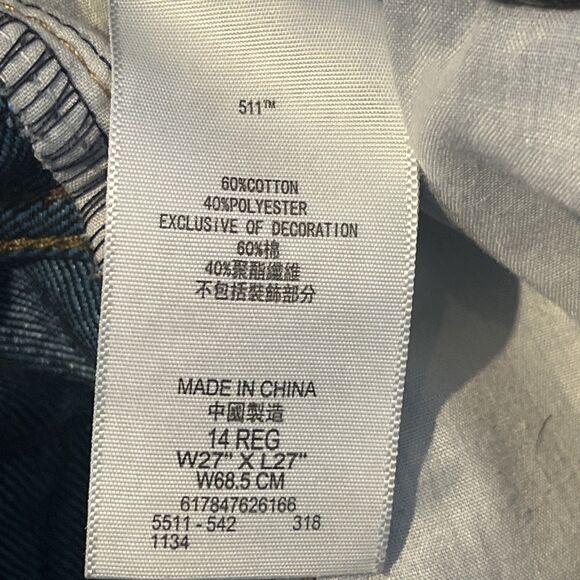 511™
60%COTTON
40%POLYESTER
EXCLUSIVE OF DECORATION
60%棉
40%聚酯纖維
不包括裝飾部分
MADE IN CHINA
中國製造
14 REG
W27" X L27"
W68.5 CM
617847626166
5511 - 542 318
1134